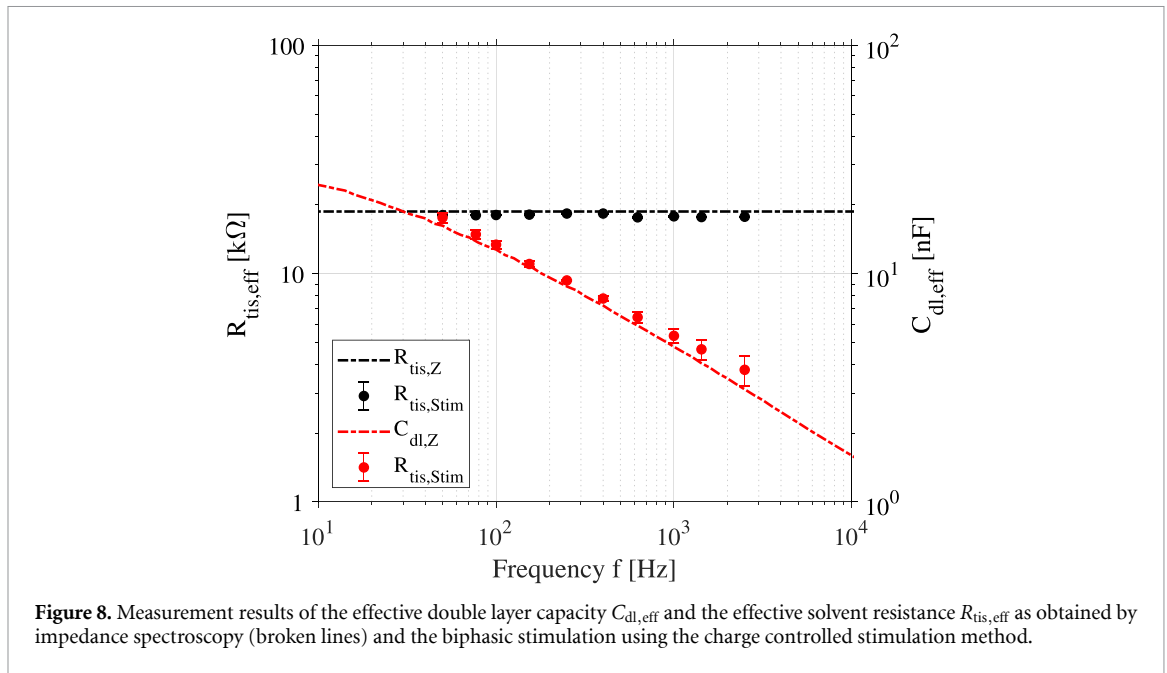 100
10
1
R_tis,eff [kΩ]
10^2
10^1
10^0
C_dl,eff [nF]
R_tis,Z
R_tis,Stim
C_dl,Z
R_tis,Stim
10^1
10^2
10^3
10^4
Frequency f [Hz]
Figure 8. Measurement results of the effective double layer capacity C_dl,eff and the effective solvent resistance R_tis,eff as obtained by
impedance spectroscopy (broken lines) and the biphasic stimulation using the charge controlled stimulation method.